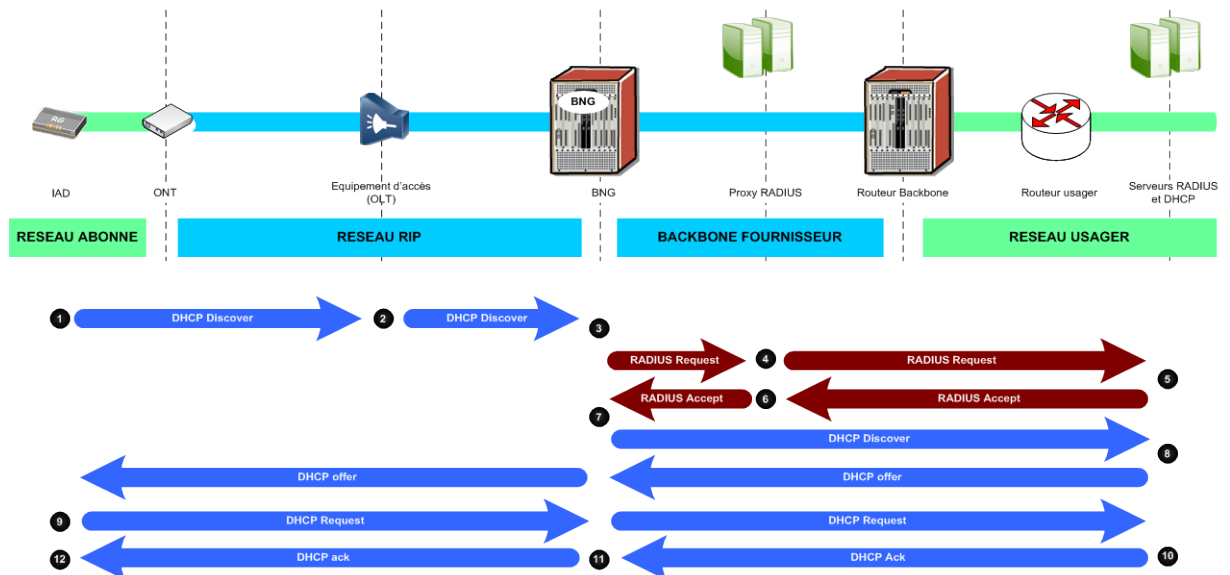 BNG
RG
IAD
ONT
Equipement d'accès
(OLT)
BNG
Proxy RADIUS
Routeur Backbone
Routeur usager
Serveurs RADIUS
et DHCP
RESEAU ABONNE
RESEAU RIP
BACKBONE FOURNISSEUR
RESEAU USAGER
1
DHCP Discover
2
DHCP Discover
3
RADIUS Request
4
RADIUS Request
5
RADIUS Accept
6
RADIUS Accept
7
DHCP Discover
8
DHCP offer
DHCP offer
9
DHCP Request
DHCP Request
12
DHCP ack
11
DHCP Ack
10